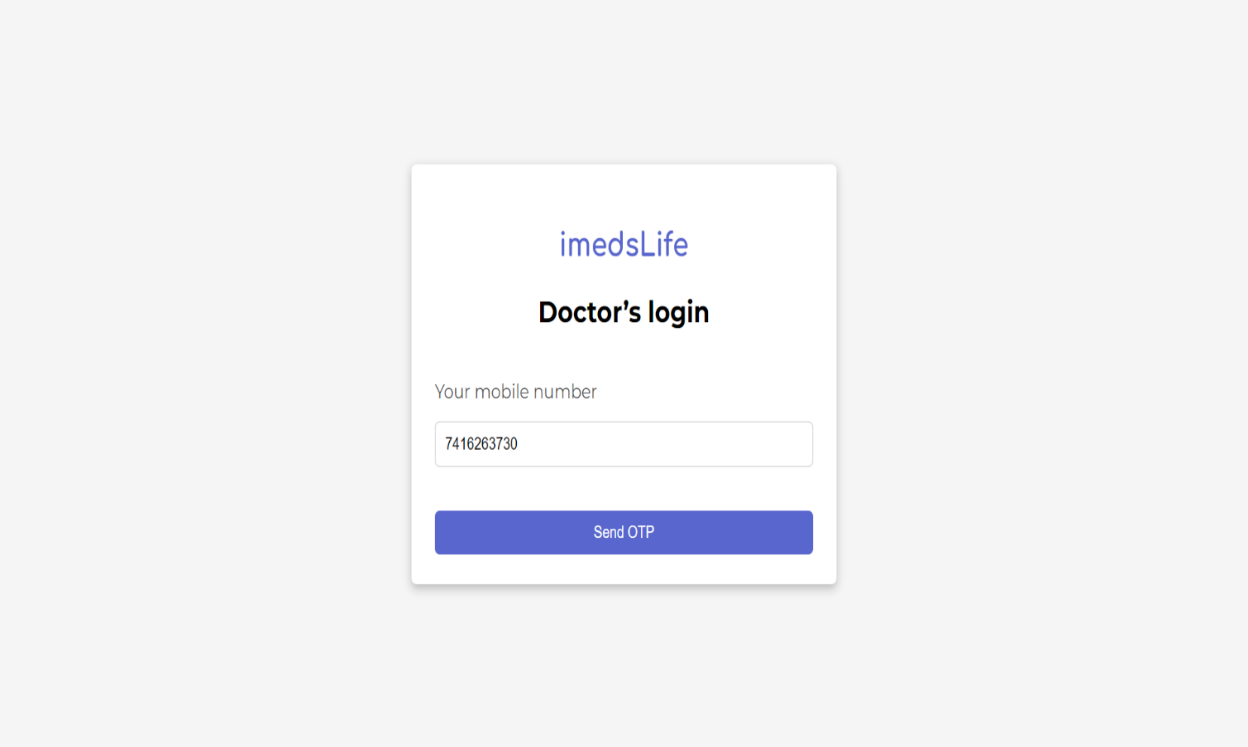 imedsLife
Doctor’s login
Your mobile number
7416263730
Send OTP